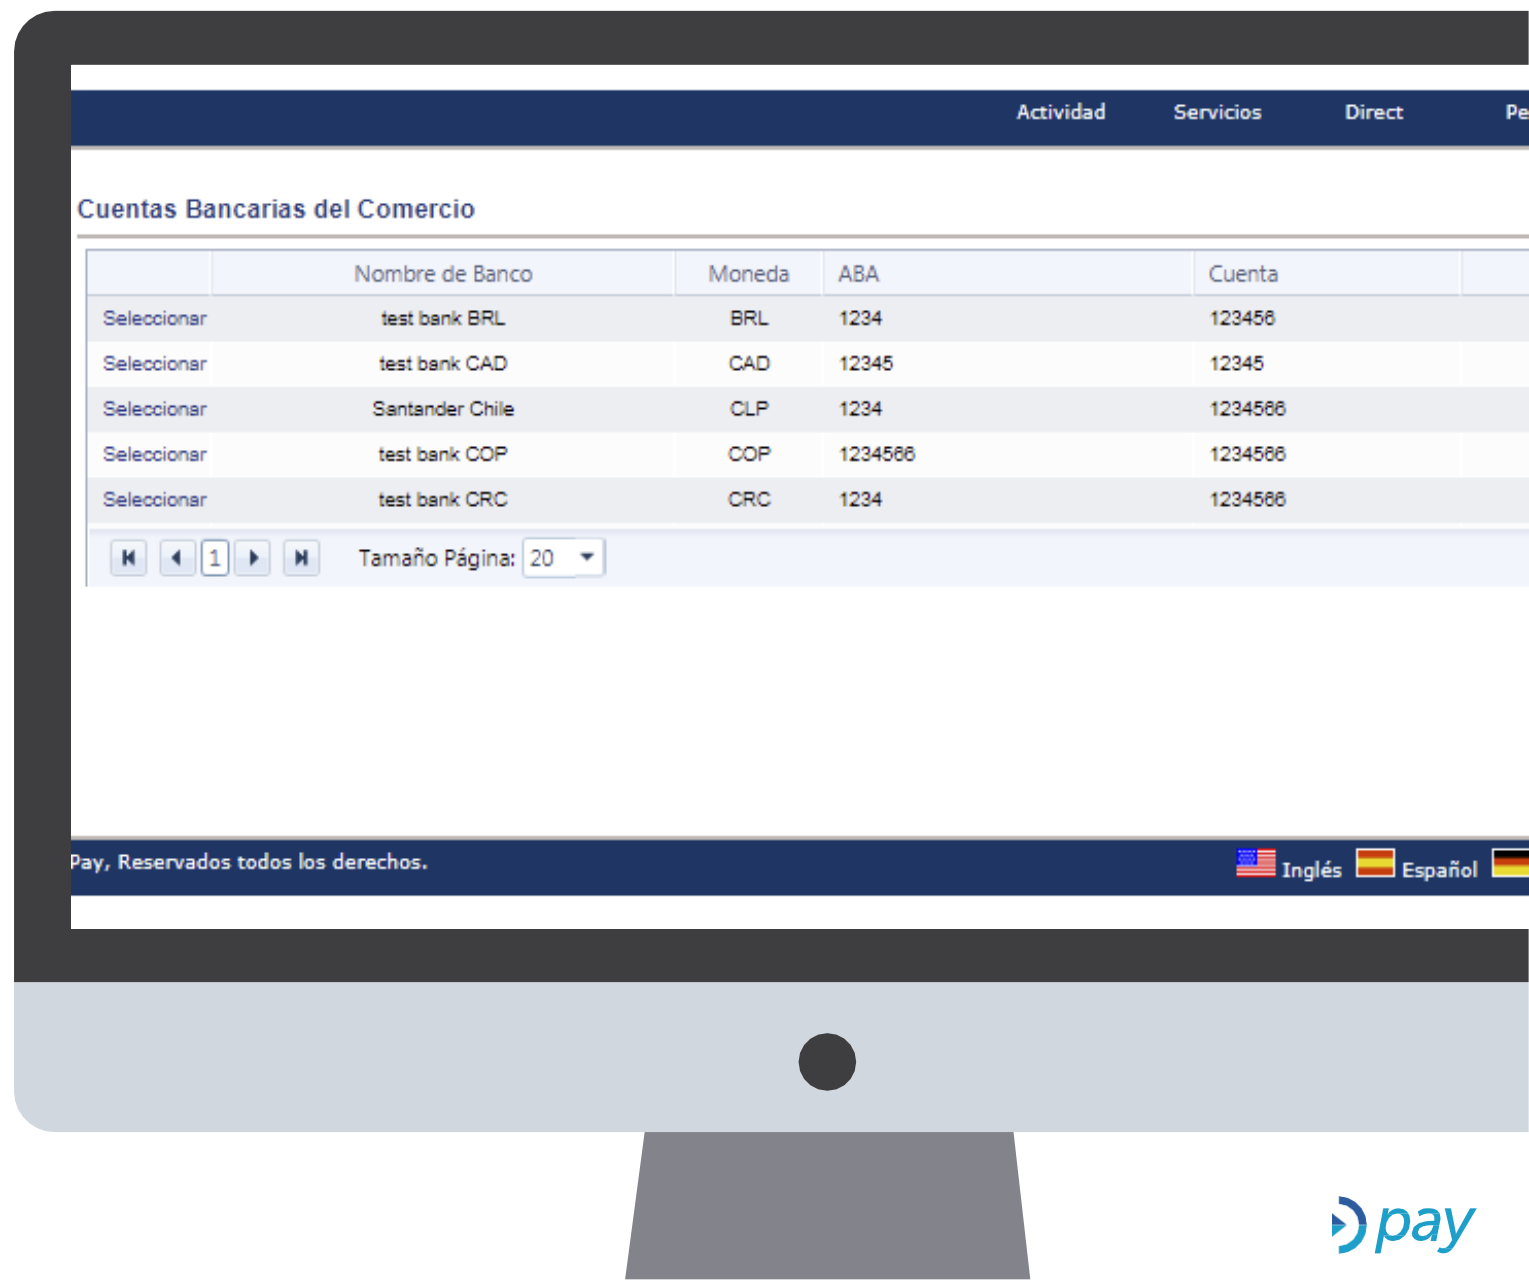 Actividad Servicios Direct Pe
Cuentas Bancarias del Comercio
Nombre de Banco Moneda ABA Cuenta
Seleccionar test bank BRL BRL 1234 123456
Seleccionar test bank CAD CAD 12345 12345
Seleccionar Santander Chile CLP 1234 1234566
Seleccionar test bank COP COP 1234566 1234566
Seleccionar test bank CRC CRC 1234 1234566
1 Tamaño Página: 20
Pay, Reservados todos los derechos. Inglés Español
pay